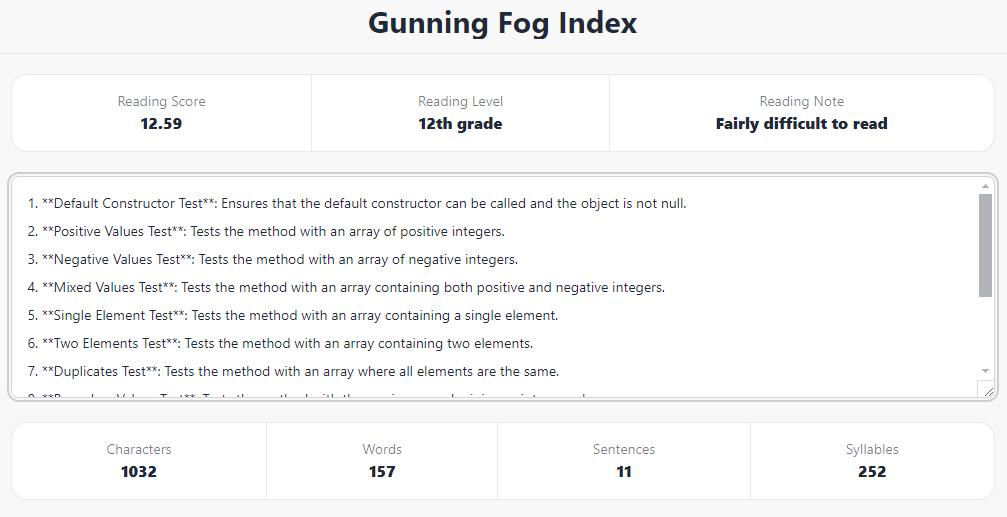 Gunning Fog Index
Reading Score
12.59
Reading Level
12th grade
Reading Note
Fairly difficult to read
1. **Default Constructor Test**: Ensures that the default constructor can be called and the object is not null.
2. **Positive Values Test**: Tests the method with an array of positive integers.
3. **Negative Values Test**: Tests the method with an array of negative integers.
4. **Mixed Values Test**: Tests the method with an array containing both positive and negative integers.
5. **Single Element Test**: Tests the method with an array containing a single element.
6. **Two Elements Test**: Tests the method with an array containing two elements.
7. **Duplicates Test**: Tests the method with an array where all elements are the same.
Characters
1032
Words
157
Sentences
11
Syllables
252